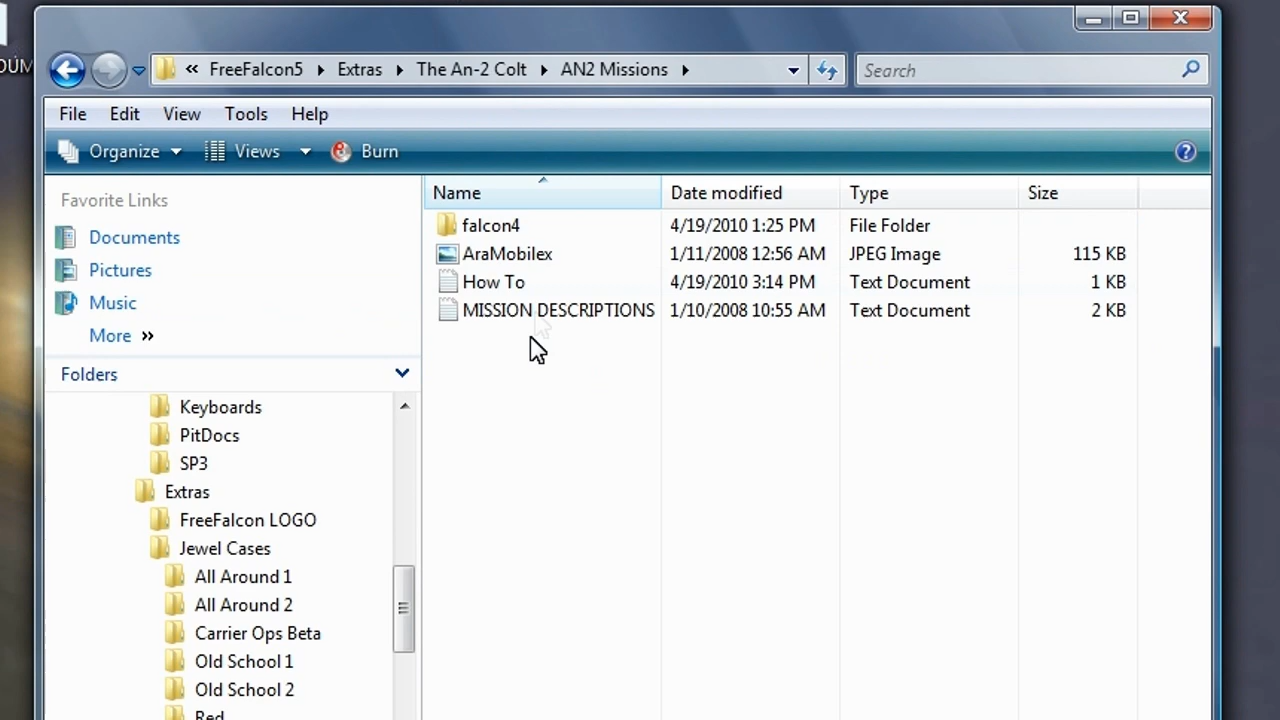 « FreeFalcon5 Extras The An-2 Colt AN2 Missions Search
File Edit View Tools Help
Organize Views Burn ?
Favorite Links
Documents
Pictures
Music
More »
Folders
Keyboards
PitDocs
SP3
Extras
FreeFalcon LOGO
Jewel Cases
All Around 1
All Around 2
Carrier Ops Beta
Old School 1
Old School 2
Red
Name Date modified Type Size
falcon4 4/19/2010 1:25 PM File Folder
AraMobilex 1/11/2008 12:56 AM JPEG Image 115 KB
How To 4/19/2010 3:14 PM Text Document 1 KB
MISSION DESCRIPTIONS 1/10/2008 10:55 AM Text Document 2 KB